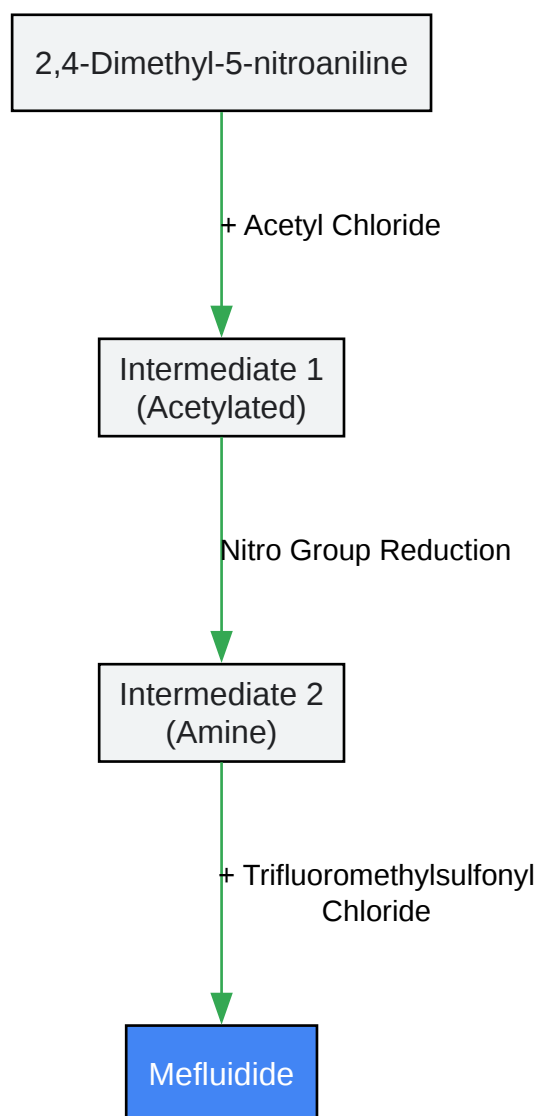 2,4-Dimethyl-5-nitroaniline
+ Acetyl Chloride
Intermediate 1
(Acetylated)
Nitro Group Reduction
Intermediate 2
(Amine)
+ Trifluoromethylsulfonyl
Chloride
Mefluidide